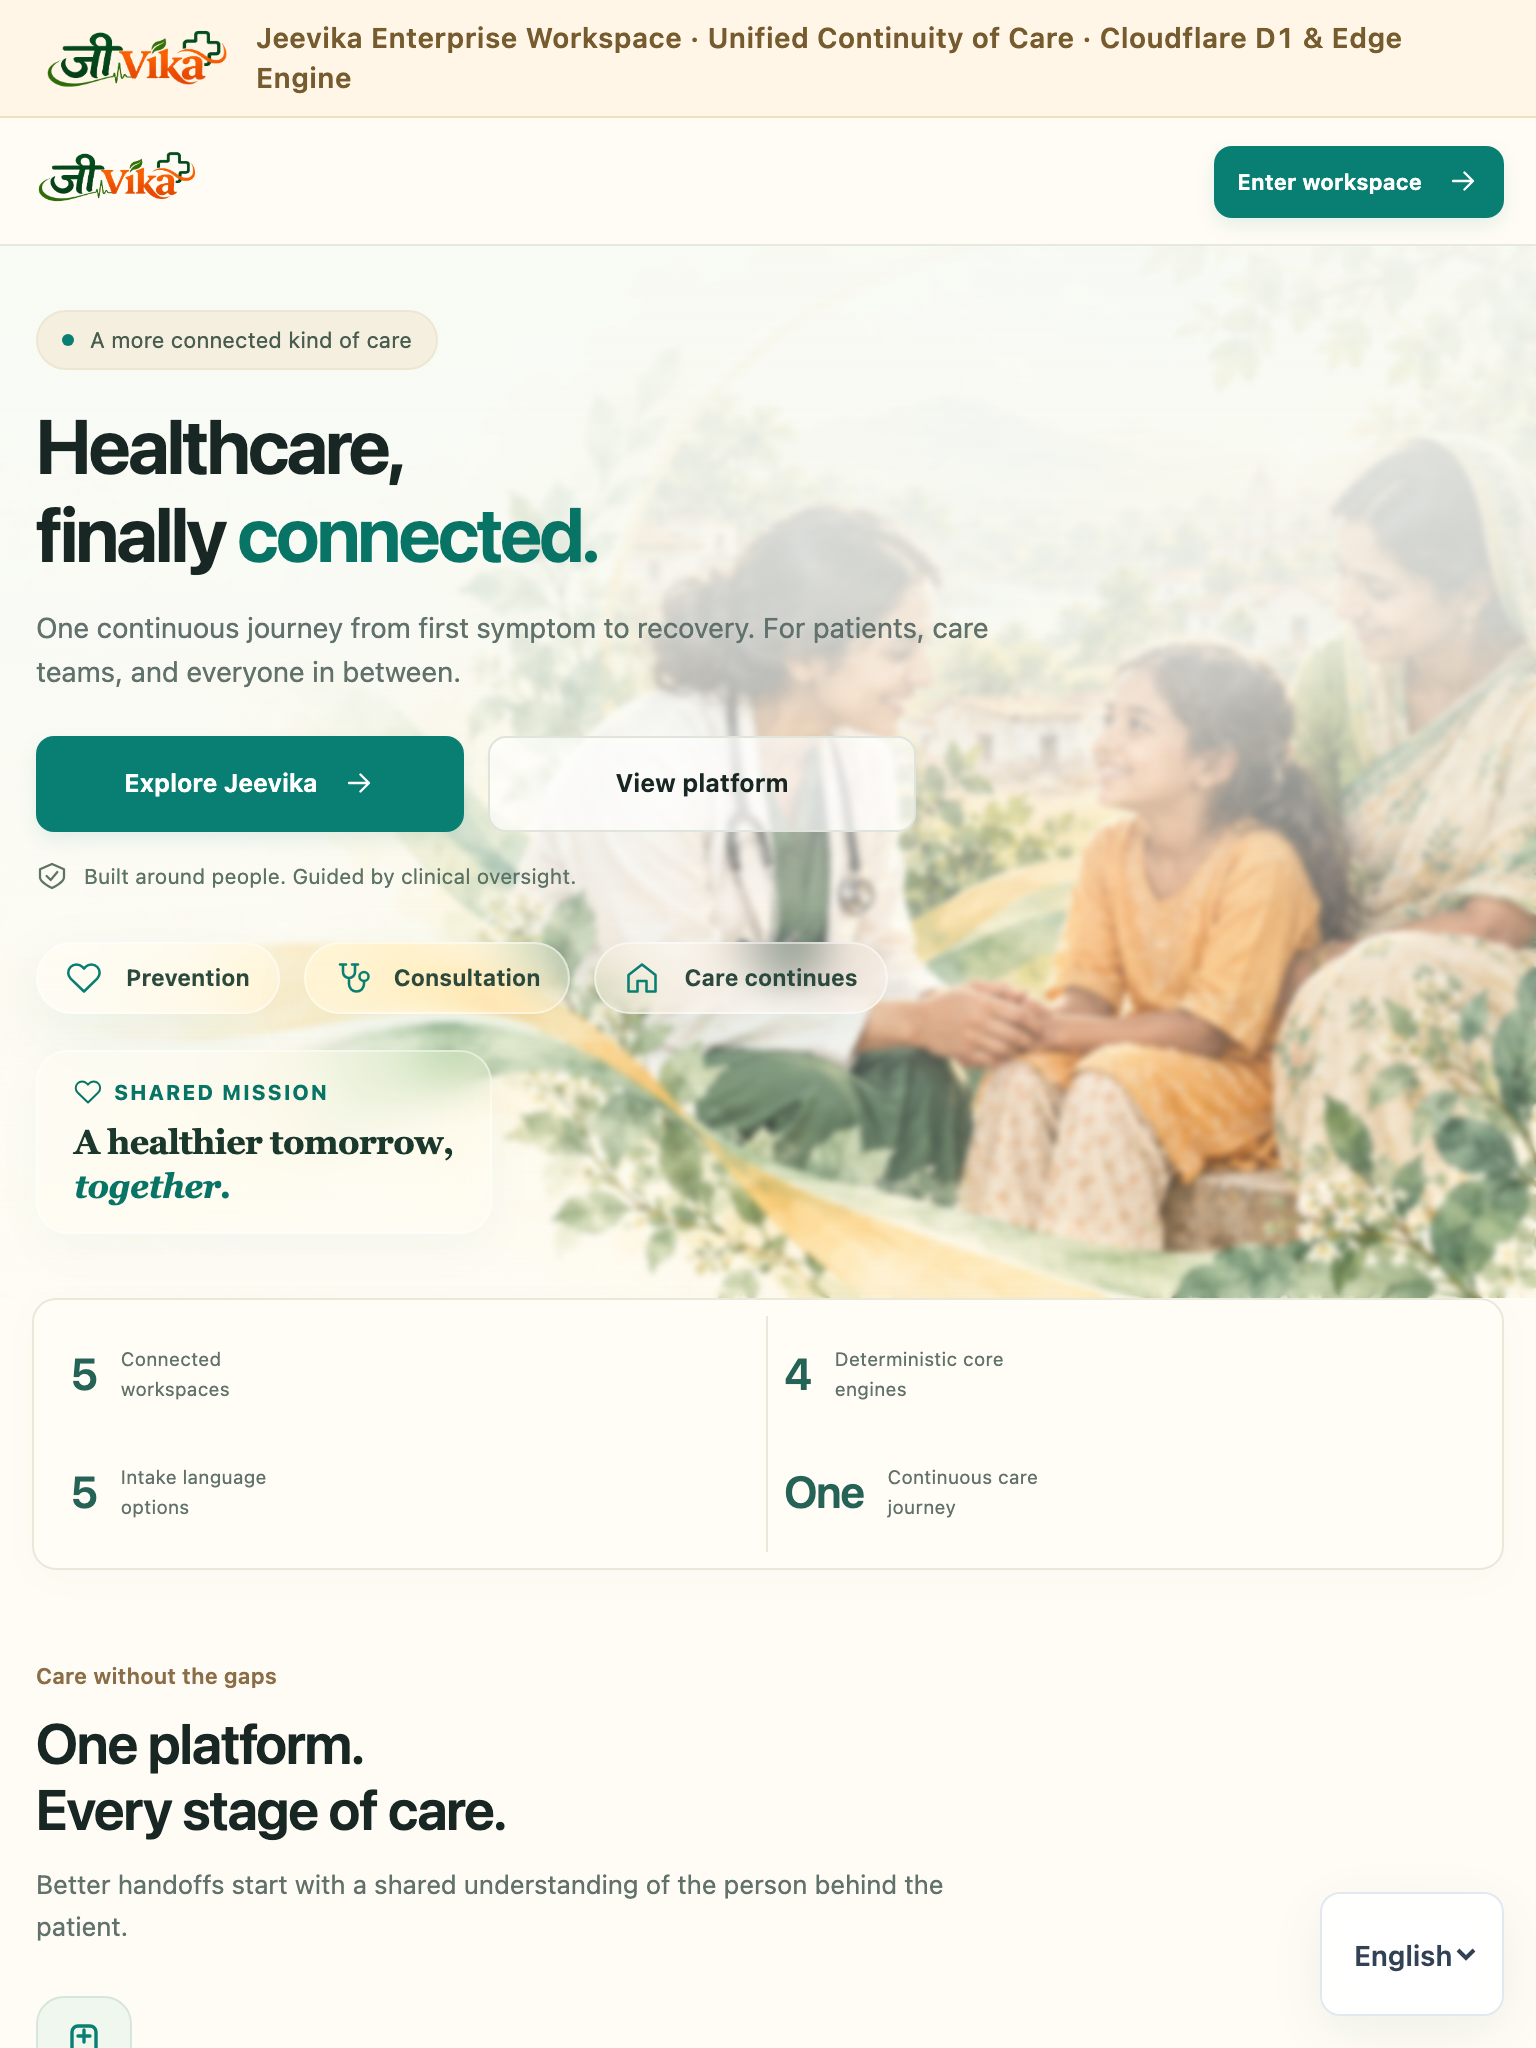 जीvika
Jeevika Enterprise Workspace · Unified Continuity of Care · Cloudflare D1 & Edge
Engine
जीvika
Enter workspace
A more connected kind of care
Healthcare,
finally connected.
One continuous journey from first symptom to recovery. For patients, care
teams, and everyone in between.
Explore Jeevika
View platform
Built around people. Guided by clinical oversight.
Prevention
Consultation
Care continues
SHARED MISSION
A healthier tomorrow,
together.
5
Connected
workspaces
4
Deterministic core
engines
5
Intake language
options
One
Continuous care
journey
Care without the gaps
One platform.
Every stage of care.
Better handoffs start with a shared understanding of the person behind the
patient.
English